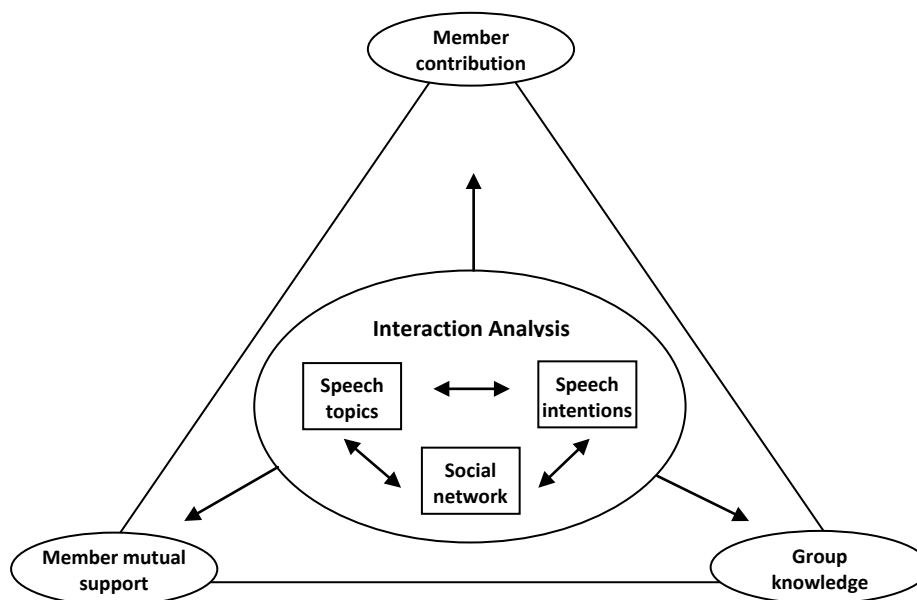 Member
contribution
Interaction Analysis
Speech
topics
Speech
intentions
Social
network
Member mutual
support
Group
knowledge